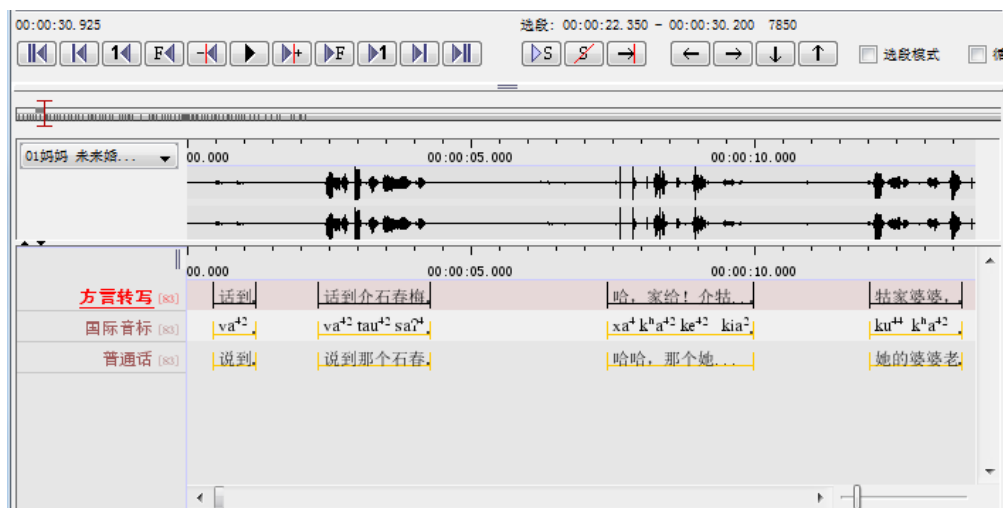 00:00:30.925 选段: 00:00:22.350 - 00:00:30.200 7850
1 F + F 1 S S ← → ↓ ↑ 选段模式
01妈妈 未来婚... 00.000 00:00:05.000 00:00:10.000
00.000 00:00:05.000 00:00:10.000
方言转写 [83] 话到 话到介石春梅 哈，家给！介牯... 牯家婆婆，
国际音标 [83] va⁴² va⁴² tau⁴² saʔ⁴ xa⁴ kʰa⁴² ke⁴² kia² ku⁴⁴ kʰa⁴²
普通话 [83] 说到 说到那个石春 哈哈，那个她... 她的婆婆老